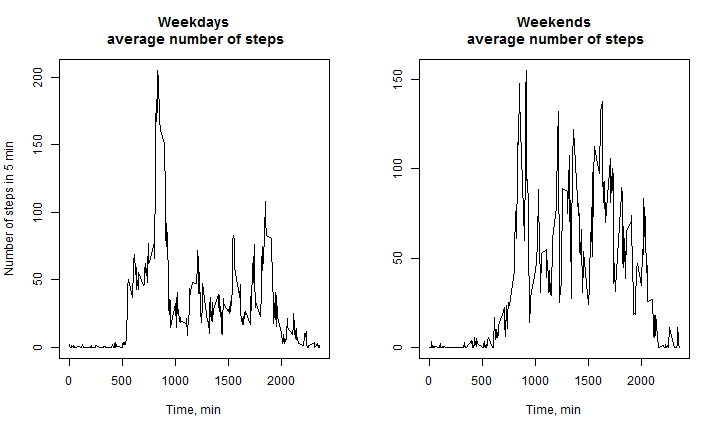 Weekdays
average number of steps
Number of steps in 5 min
200
150
100
50
0
0 500 1000 1500 2000
Time, min
Weekends
average number of steps
150
100
50
0
0 500 1000 1500 2000
Time, min